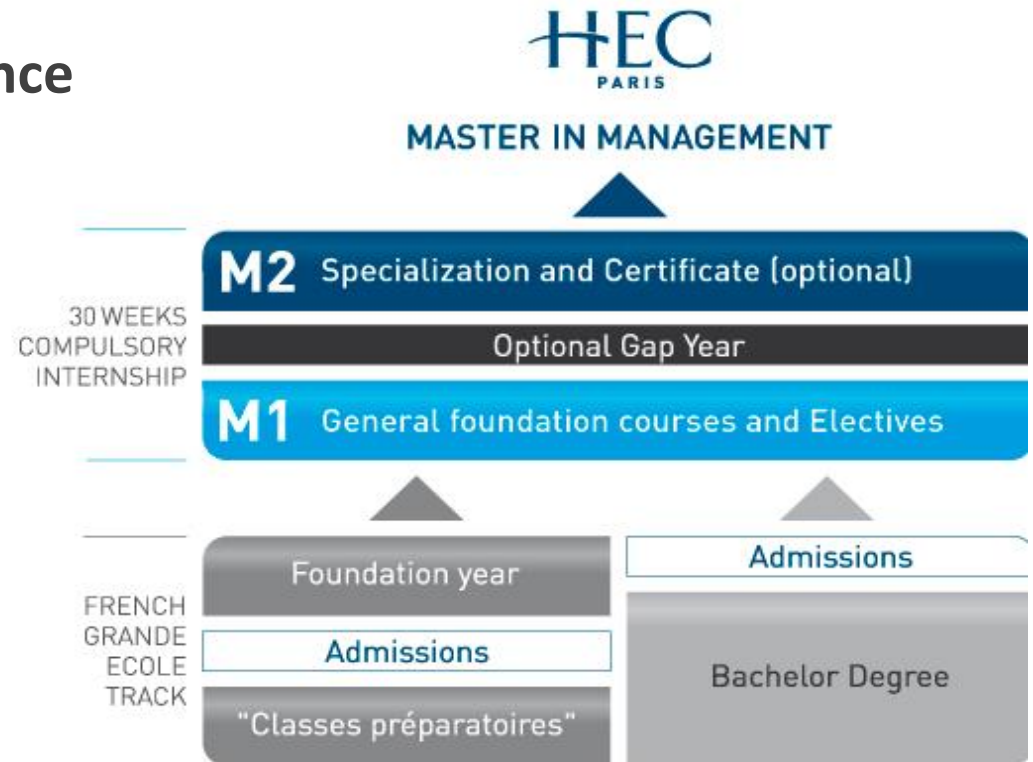 nce
HEC
PARIS
MASTER IN MANAGEMENT
M2 Specialization and Certificate (optional)
30 WEEKS
COMPULSORY
INTERNSHIP
Optional Gap Year
M1 General foundation courses and Electives
Foundation year
Admissions
FRENCH
GRANDE
ECOLE
TRACK
Admissions
Bachelor Degree
"Classes préparatoires"